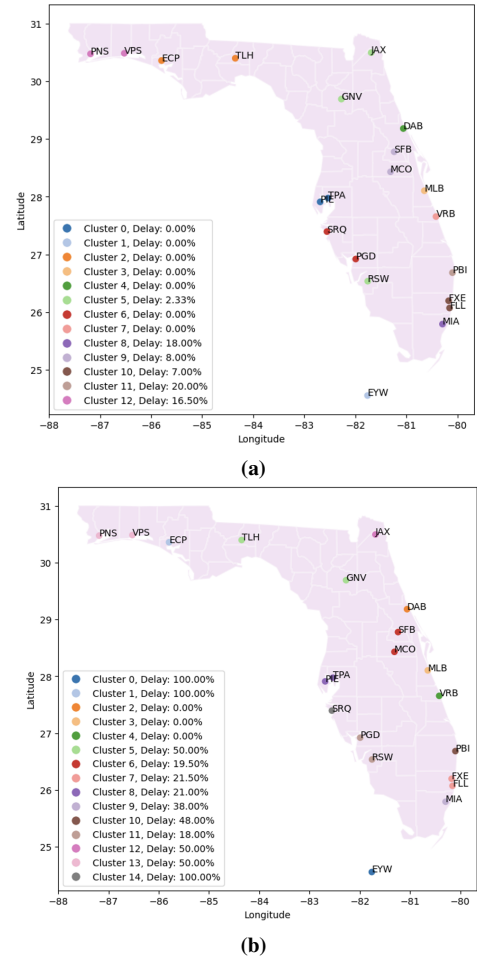 31
30
29
28
27
26
25
Latitude
PNS
VPS
ECP
TLH
JAX
GNV
DAB
SFB
MCO
MLB
TPA
PIE
VRB
SRQ
PGD
RSW
PBI
FXE
FLL
MIA
EYW
Cluster 0, Delay: 0.00%
Cluster 1, Delay: 0.00%
Cluster 2, Delay: 0.00%
Cluster 3, Delay: 0.00%
Cluster 4, Delay: 0.00%
Cluster 5, Delay: 2.33%
Cluster 6, Delay: 0.00%
Cluster 7, Delay: 0.00%
Cluster 8, Delay: 18.00%
Cluster 9, Delay: 8.00%
Cluster 10, Delay: 7.00%
Cluster 11, Delay: 20.00%
Cluster 12, Delay: 16.50%
−88 −87 −86 −85 −84 −83 −82 −81 −80
Longitude
(a)
31
30
29
28
27
26
25
Latitude
PNS
VPS
ECP
TLH
JAX
GNV
DAB
SFB
MCO
MLB
TPA
PIE
VRB
SRQ
PGD
RSW
PBI
FXE
FLL
MIA
EYW
Cluster 0, Delay: 100.00%
Cluster 1, Delay: 100.00%
Cluster 2, Delay: 0.00%
Cluster 3, Delay: 0.00%
Cluster 4, Delay: 0.00%
Cluster 5, Delay: 50.00%
Cluster 6, Delay: 19.50%
Cluster 7, Delay: 21.50%
Cluster 8, Delay: 21.00%
Cluster 9, Delay: 38.00%
Cluster 10, Delay: 48.00%
Cluster 11, Delay: 18.00%
Cluster 12, Delay: 50.00%
Cluster 13, Delay: 50.00%
Cluster 14, Delay: 100.00%
−88 −87 −86 −85 −84 −83 −82 −81 −80
Longitude
(b)